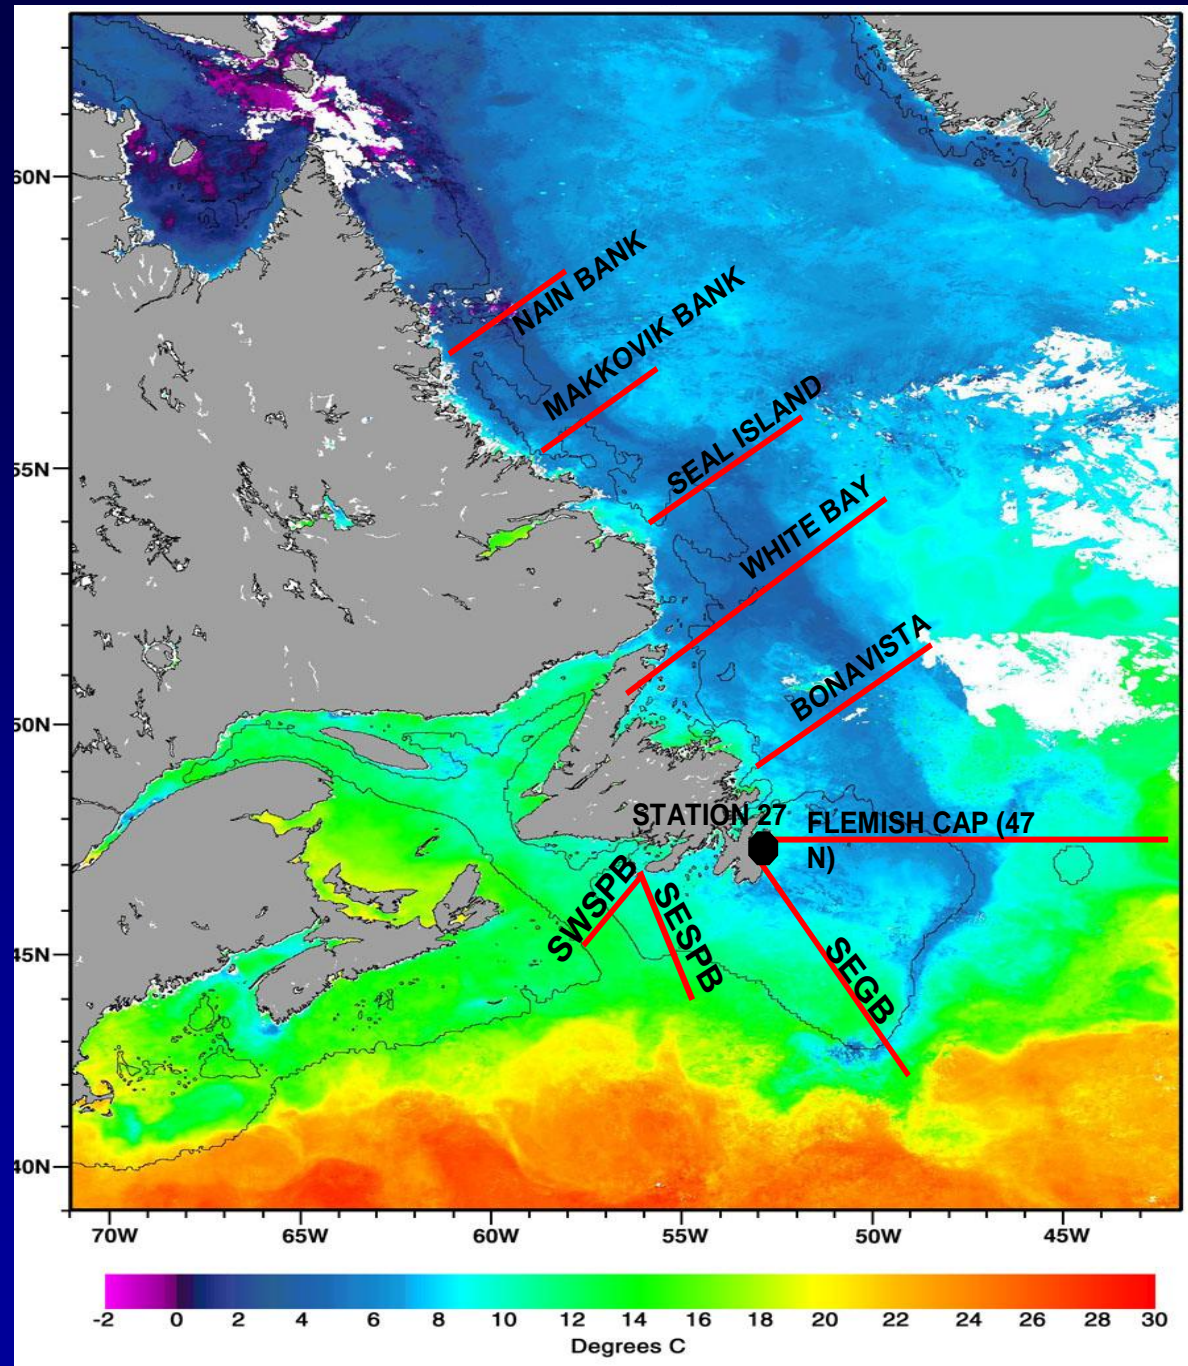 60N
NAIN BANK
MAKKOVIK BANK
SEAL ISLAND
55N
WHITE BAY
BONAVISTA
50N
STATION 27
FLEMISH CAP (47
N)
SWSPB
SESPB
SEGB
45N
40N
70W 65W 60W 55W 50W 45W
-2 0 2 4 6 8 10 12 14 16 18 20 22 24 26 28 30
Degrees C